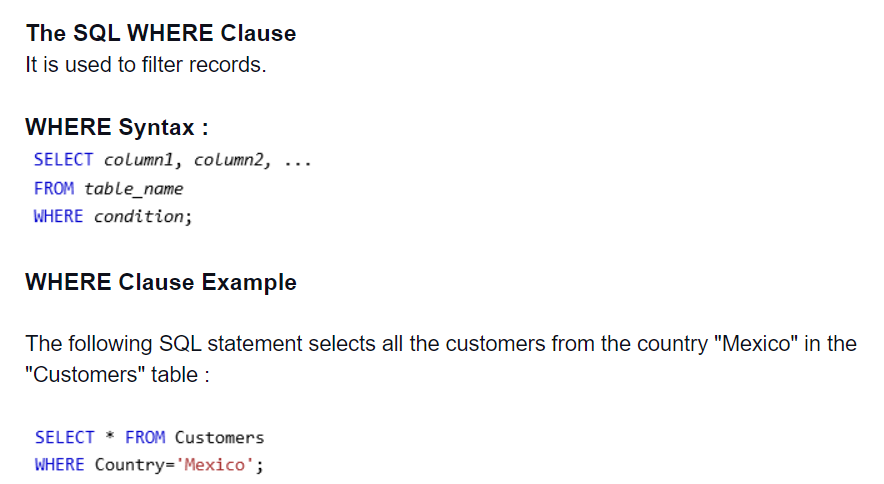 The SQL WHERE Clause
It is used to filter records.
WHERE Syntax :
SELECT column1, column2, ...
FROM table_name
WHERE condition;
WHERE Clause Example
The following SQL statement selects all the customers from the country "Mexico" in the
"Customers" table :
SELECT * FROM Customers
WHERE Country='Mexico';